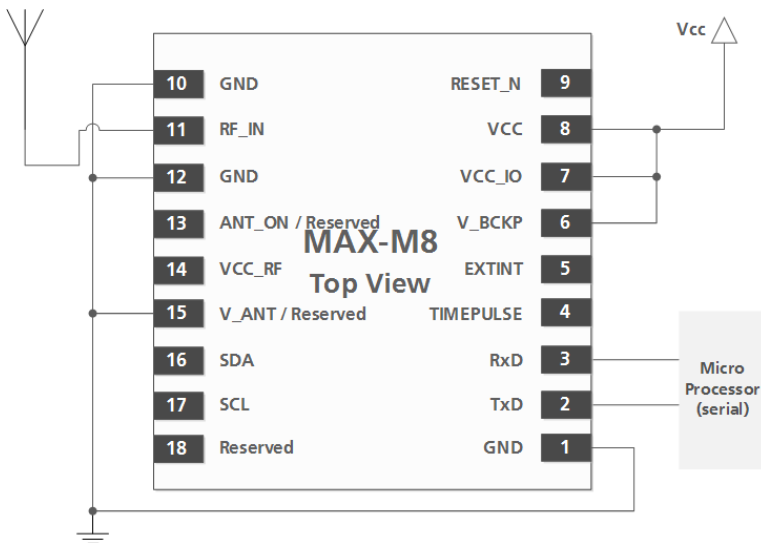 Vcc
10 GND RESET_N 9
11 RF_IN VCC 8
12 GND VCC_IO 7
13 ANT_ON / Reserved V_BCKP 6
MAX-M8
14 VCC_RF EXTINT 5
Top View
15 V_ANT / Reserved TIMEPULSE 4
16 SDA RxD 3
17 SCL TxD 2
18 Reserved GND 1
Micro
Processor
(serial)